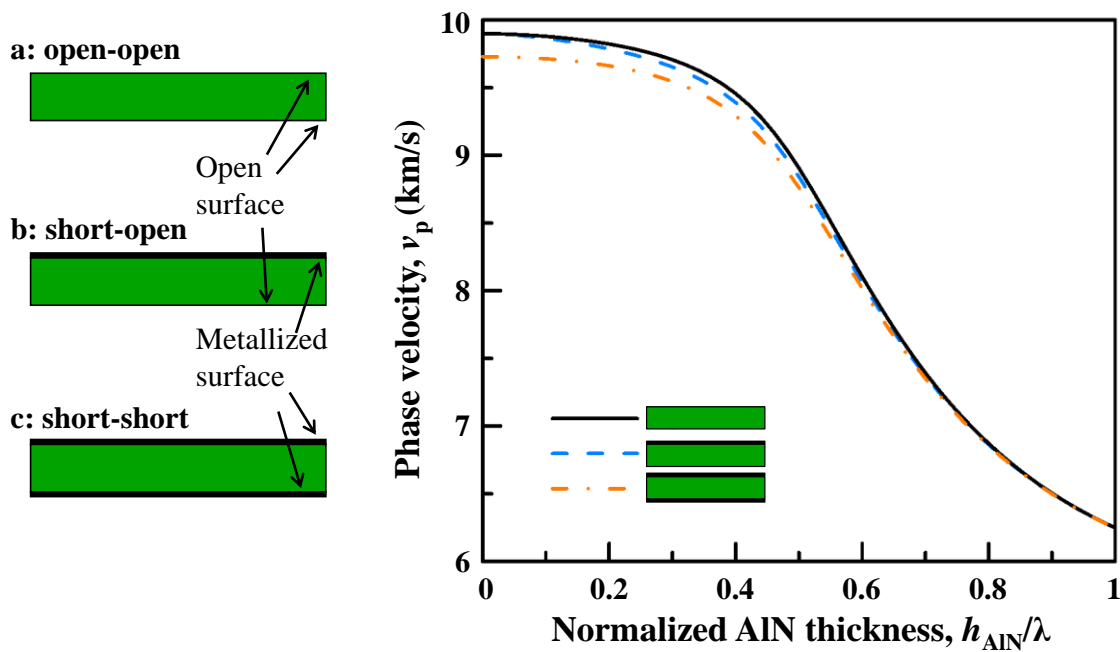 a: open-open
Open
surface
b: short-open
Metallized
surface
c: short-short
Phase velocity, vp (km/s)
10
9
8
7
6
0
0.2
0.4
0.6
0.8
1
Normalized AlN thickness, hAlN/λ